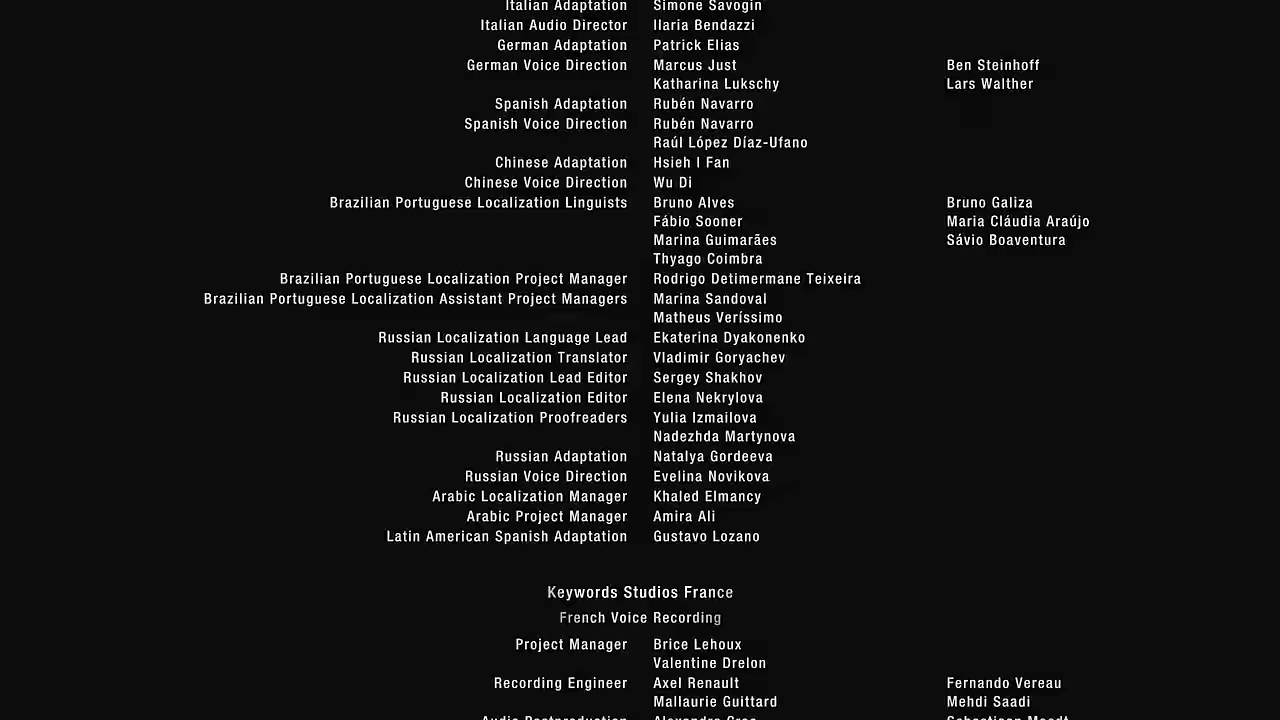 Italian Adaptation Simone Savogin
Italian Audio Director Ilaria Bendazzi
German Adaptation Patrick Elias
German Voice Direction Marcus Just Ben Steinhoff
Katharina Lukschy Lars Walther
Spanish Adaptation Rubén Navarro
Spanish Voice Direction Rubén Navarro
Raúl López Díaz-Ufano
Chinese Adaptation Hsieh I Fan
Chinese Voice Direction Wu Di
Brazilian Portuguese Localization Linguists Bruno Alves Bruno Galiza
Fábio Sooner Maria Cláudia Araújo
Marina Guimarães Sávio Boaventura
Thyago Coimbra
Brazilian Portuguese Localization Project Manager Rodrigo Detimermane Teixeira
Brazilian Portuguese Localization Assistant Project Managers Marina Sandoval
Matheus Veríssimo
Russian Localization Language Lead Ekaterina Dyakonenko
Russian Localization Translator Vladimir Goryachev
Russian Localization Lead Editor Sergey Shakhov
Russian Localization Editor Elena Nekrylova
Russian Localization Proofreaders Yulia Izmailova
Nadezhda Martynova
Russian Adaptation Natalya Gordeeva
Russian Voice Direction Evelina Novikova
Arabic Localization Manager Khaled Elmancy
Arabic Project Manager Amira Ali
Latin American Spanish Adaptation Gustavo Lozano
Keywords Studios France
French Voice Recording
Project Manager Brice Lehoux
Valentine Drelon
Recording Engineer Axel Renault Fernando Vereau
Mallaurie Guittard Mehdi Saadi
Audio Postproduction